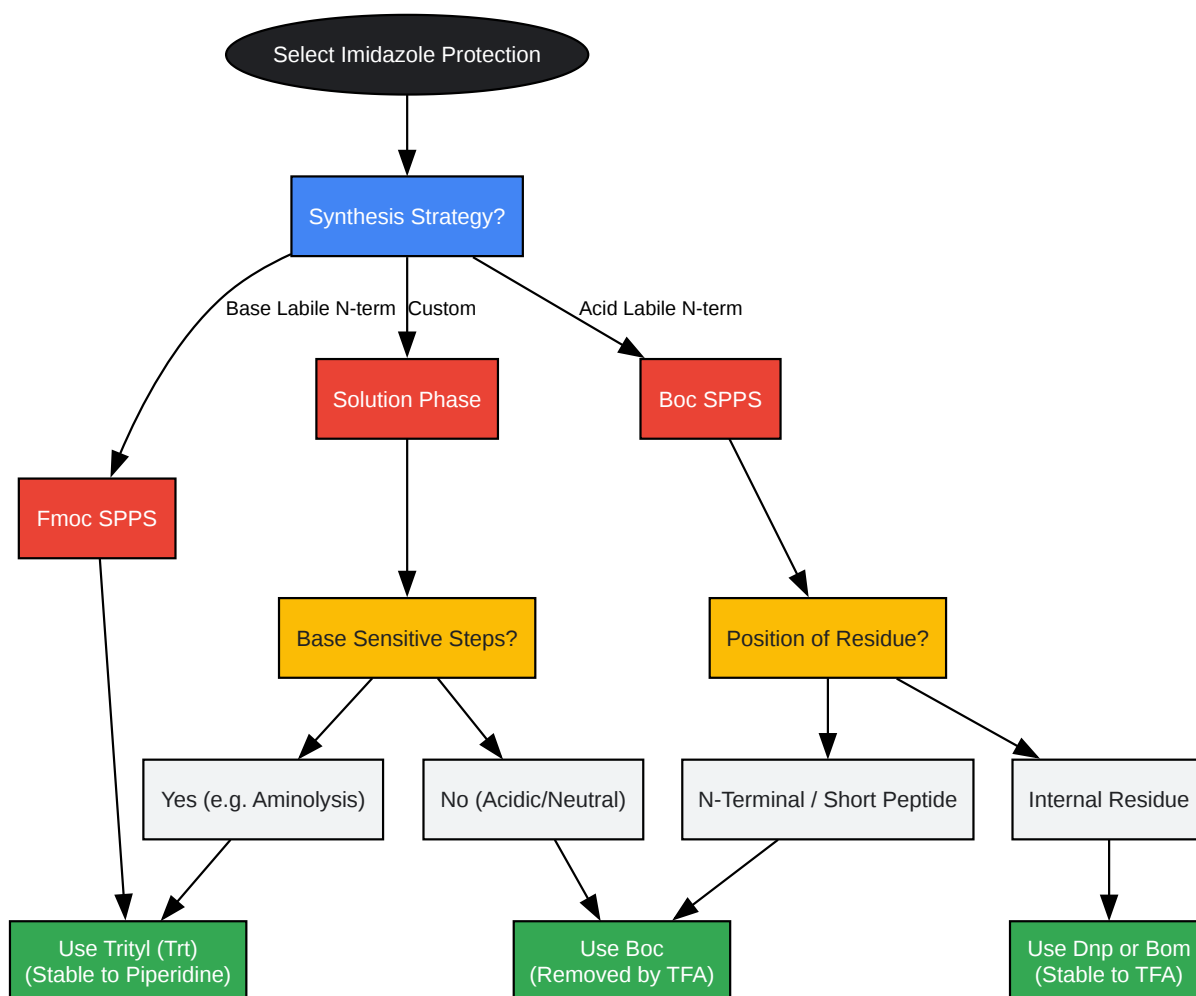 Select Imidazole Protection
Synthesis Strategy?
Base Labile N-term
Custom
Acid Labile N-term
Solution Phase
Boc SPPS
Fmoc SPPS
Base Sensitive Steps?
Position of Residue?
Yes (e.g. Aminolysis)
No (Acidic/Neutral)
N-Terminal / Short Peptide
Internal Residue
Use Trityl (Trt)
(Stable to Piperidine)
Use Boc
(Removed by TFA)
Use Dnp or Bom
(Stable to TFA)